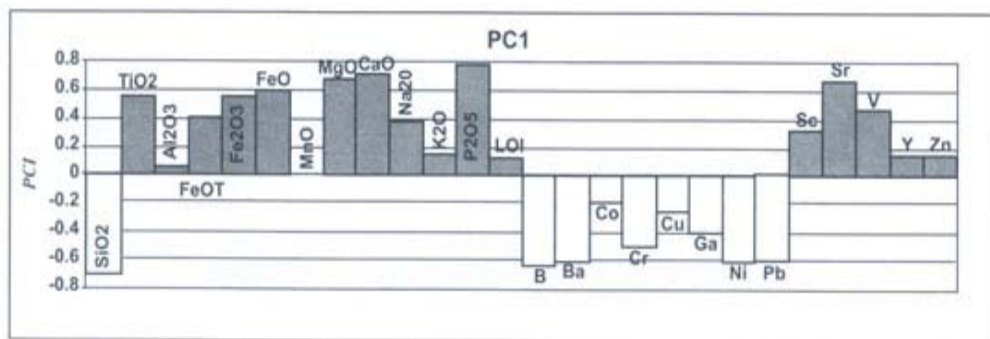 PC1
0.8
0.6
0.4
0.2
0
-0.2
-0.4
-0.6
-0.8
PC1
SiO2
TiO2
Al2O3
FeOT
Fe2O3
FeO
MnO
MgO
CaO
Na20
K2O
P2O5
LOI
B
Ba
Co
Cr
Cu
Ga
Ni
Pb
Sc
Sr
V
Y
Zn